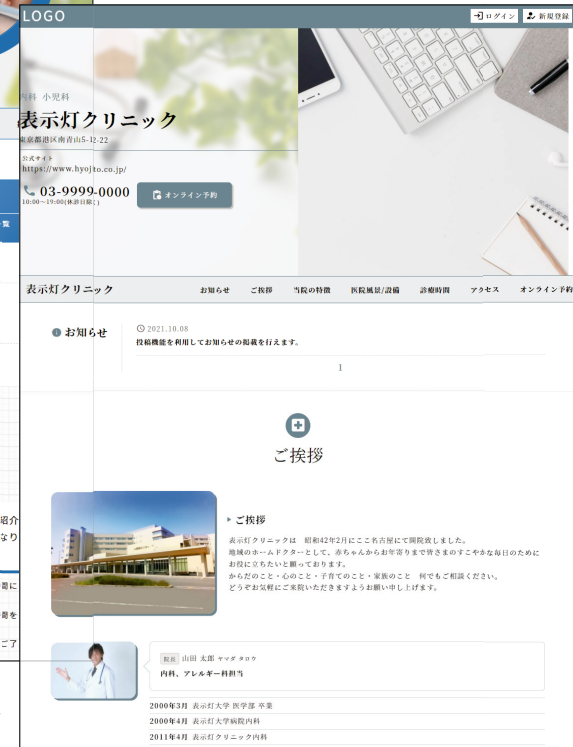 LOGO
ログイン
新規登録
内科 小児科
表示灯クリニック
東京都港区南青山5-12-22
公式サイト
https://www.hyojito.co.jp/
03-9999-0000
10:00〜19:00(休診日除く)
オンライン予約
表示灯クリニック
お知らせ ご挨拶 当院の特徴 医院風景/設備 診療時間 アクセス オンライン予約
お知らせ
2021.10.08
投稿機能を利用してお知らせの掲載を行えます。
1
ご挨拶
ご挨拶
表示灯クリニックは 昭和42年2月にここ名古屋にて開院致しました。
地域のホームドクターとして、赤ちゃんからお年寄りまで皆さまのすこやかな毎日のために
お役に立ちたいと願っております。
からだのこと・心のこと・子育てのこと・家族のこと 何でもご相談ください。
どうぞお気軽にご来院いただきますようお願い申し上げます。
院長 山田 太郎 ヤマダ タロウ
内科、アレルギー科担当
2000年3月 表示灯大学 医学部 卒業
2000年4月 表示灯大学病院内科
2011年4月 表示灯クリニック内科
覧
紹介
なり
に
を
ご了